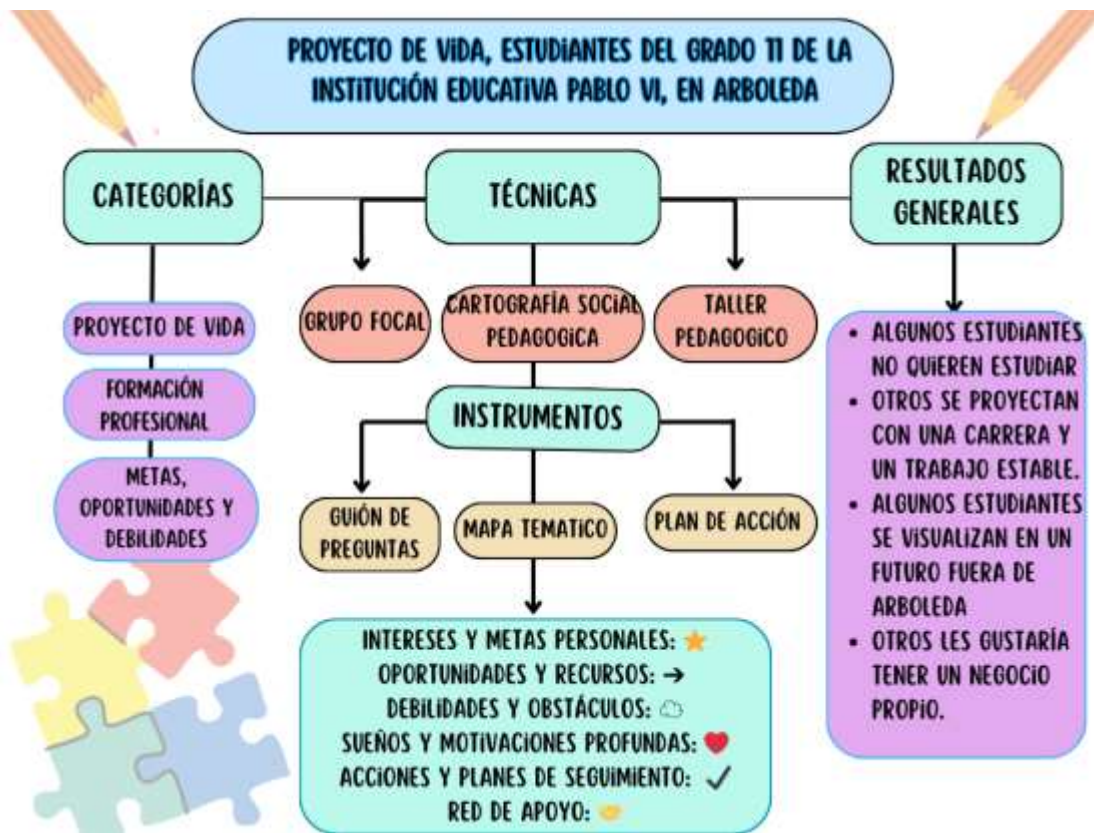 PROYECTO DE VIDA, ESTUDIANTES DEL GRADO 11 DE LA
INSTITUCIÓN EDUCATIVA PABLO VI, EN ARBOLEDA
CATEGORÍAS
TÉCNICAS
RESULTADOS
GENERALES
PROYECTO DE VIDA
FORMACIÓN
PROFESIONAL
METAS,
OPORTUNIDADES Y
DEBILIDADES
GRUPO FOCAL
CARTOGRAFÍA SOCIAL
PEDAGOGICA
TALLER
PEDAGOGICO
INSTRUMENTOS
GUIÓN DE
PREGUNTAS
MAPA TEMATICO
PLAN DE ACCIÓN
INTERESES Y METAS PERSONALES: ⭐
OPORTUNIDADES Y RECURSOS: →
DEBILIDADES Y OBSTÁCULOS: ☁
SUEÑOS Y MOTIVACIONES PROFUNDAS: ❤
ACCIONES Y PLANES DE SEGUIMIENTO: ✓
RED DE APOYO: 🤝
• ALGUNOS ESTUDIANTES
NO QUIEREN ESTUDIAR
• OTROS SE PROYECTAN
CON UNA CARRERA Y
UN TRABAJO ESTABLE.
• ALGUNOS ESTUDIANTES
SE VISUALIZAN EN UN
FUTURO FUERA DE
ARBOLEDA
• OTROS LES GUSTARÍA
TENER UN NEGOCIO
PROPIO.